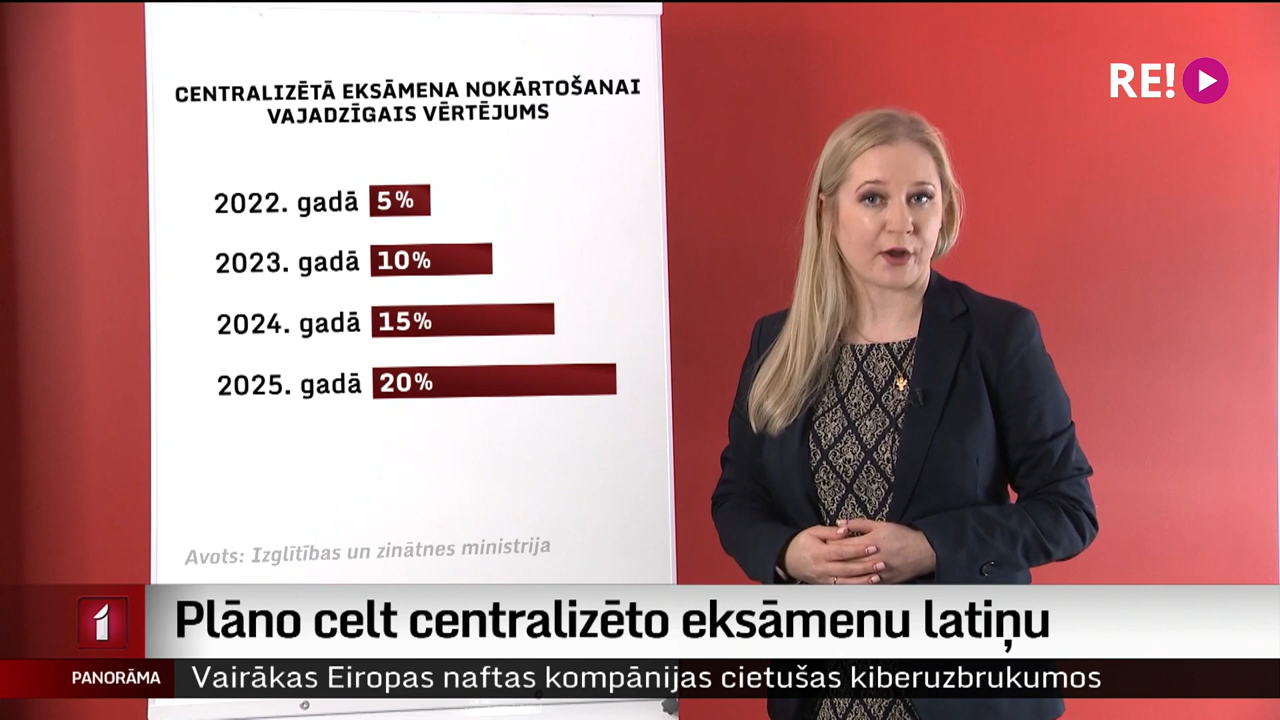 RE!
CENTRALIZĒTĀ EKSĀMENA NOKĀRTOŠANAI
VAJADZĪGAIS VĒRTĒJUMS
2022. gadā 5%
2023. gadā 10%
2024. gadā 15%
2025. gadā 20%
Avots: Izglītības un zinātnes ministrija
1 Plāno celt centralizēto eksāmenu latiņu
PANORĀMA Vairākas Eiropas naftas kompānijas cietušas kiberuzbrukumos